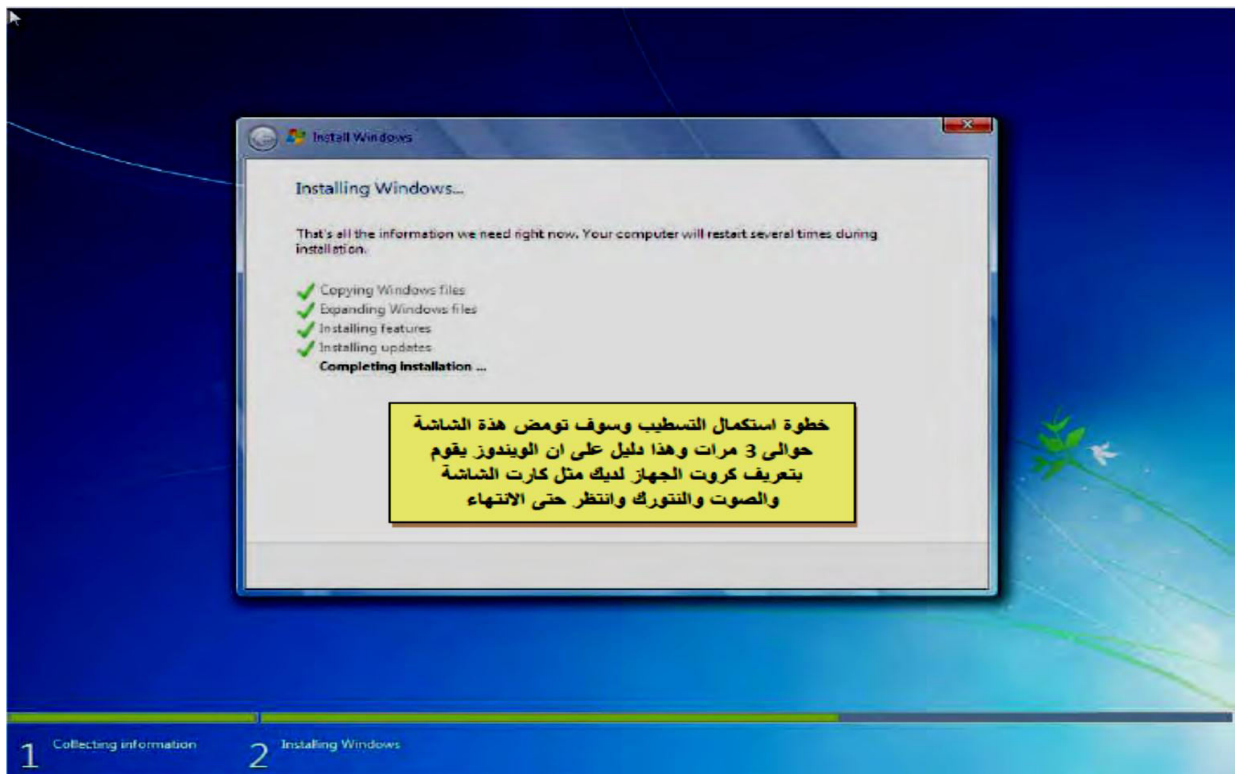 Install Windows
Installing Windows...
That's all the information we need right now. Your computer will restart several times during
installation.
Copying Windows files
Expanding Windows files
Installing features
Installing updates
Completing installation ...
خطوة استكمال التسطيب وسوف تومض هذة الشاشة
حوالى 3 مرات وهذا دليل على ان الويندوز يقوم
بتعريف كروت الجهاز لديك مثل كارت الشاشة
والصوت والنتورك وانتظر حتى الانتهاء
1 Collecting information 2 Installing Windows